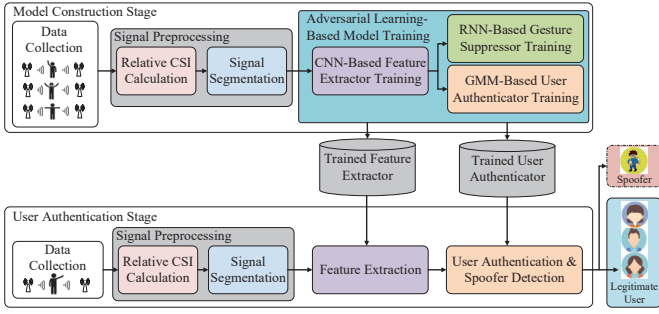 Model Construction Stage
Data
Collection
Signal Preprocessing
Relative CSI
Calculation
Signal
Segmentation
Adversarial Learning-
Based Model Training
CNN-Based Feature
Extractor Training
RNN-Based Gesture
Suppressor Training
GMM-Based User
Authenticator Training
Trained Feature
Extractor
Trained User
Authenticator
Spoofer
User Authentication Stage
Data
Collection
Signal Preprocessing
Relative CSI
Calculation
Signal
Segmentation
Feature Extraction
User Authentication &
Spoofer Detection
Legitimate
User